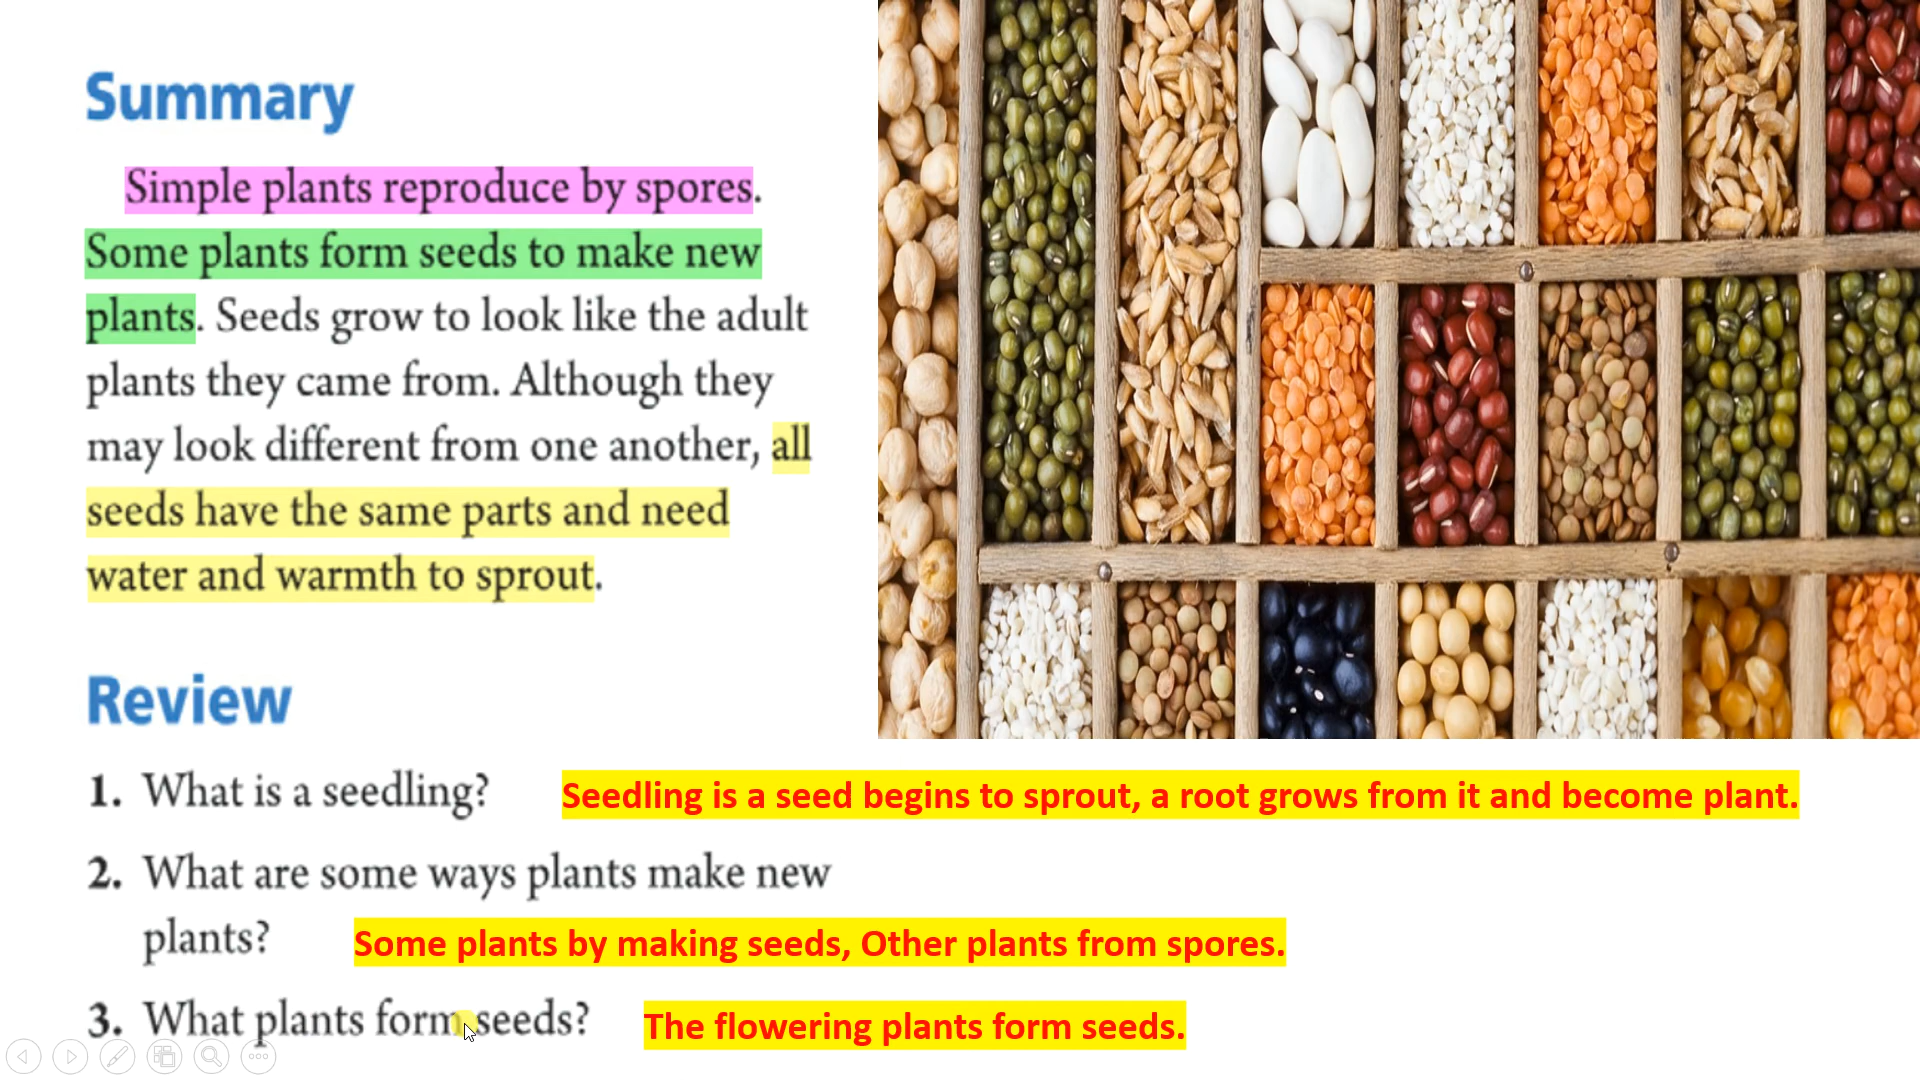 Summary
Simple plants reproduce by spores.
Some plants form seeds to make new
plants. Seeds grow to look like the adult
plants they came from. Although they
may look different from one another, all
seeds have the same parts and need
water and warmth to sprout.
Review
1. What is a seedling? Seedling is a seed begins to sprout, a root grows from it and become plant.
2. What are some ways plants make new
plants? Some plants by making seeds, Other plants from spores.
3. What plants form seeds? The flowering plants form seeds.